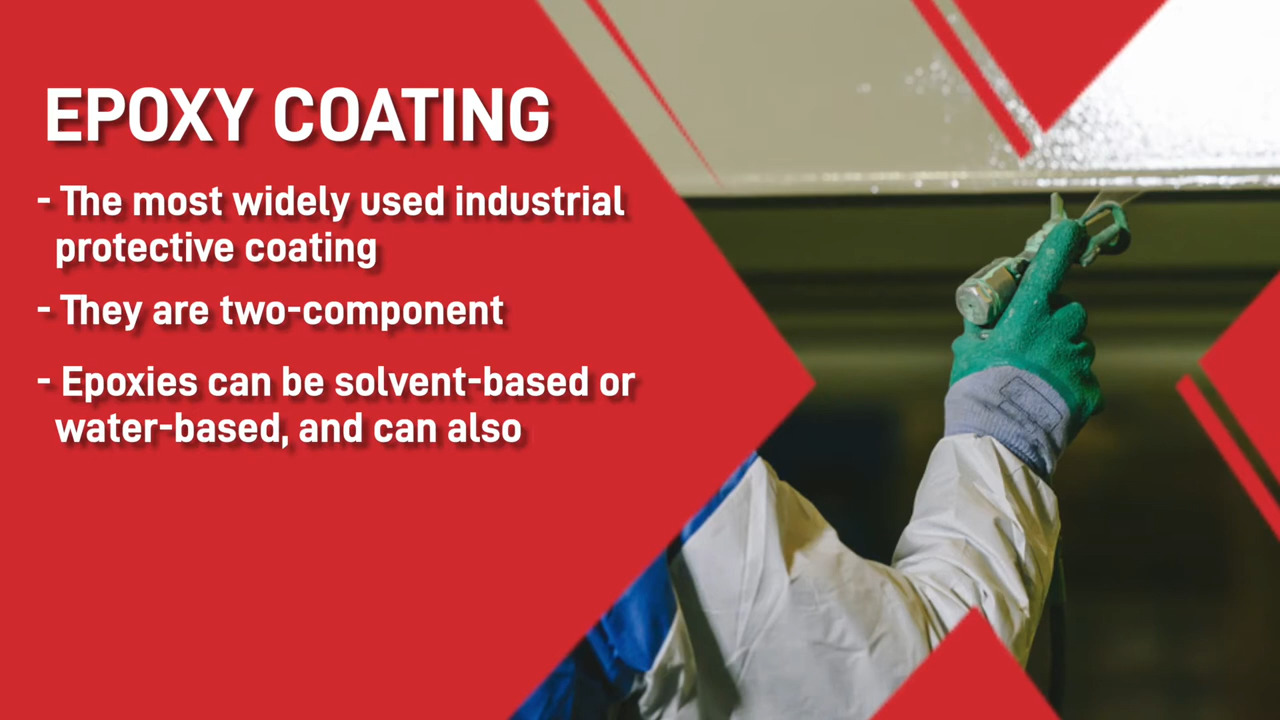 EPOXY COATING
- The most widely used industrial
protective coating
- They are two-component
- Epoxies can be solvent-based or
water-based, and can also